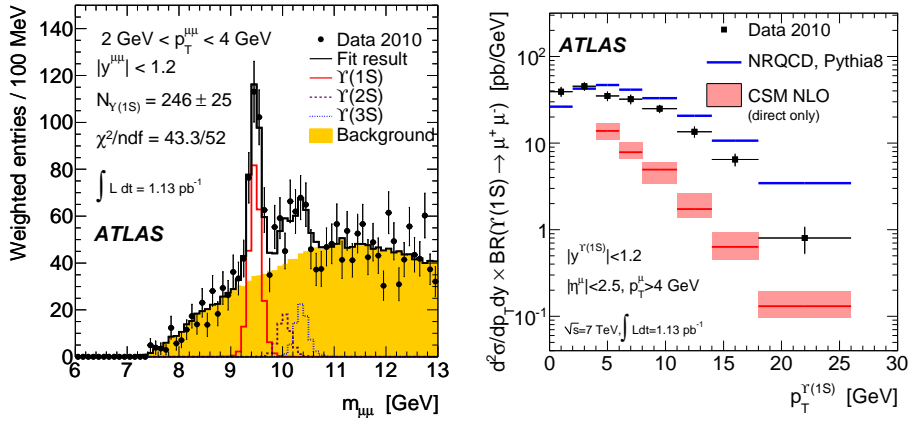 Weighted entries / 100 MeV
140
120
100
80
60
40
20
0
2 GeV < p_T^μμ < 4 GeV
|y^μμ| < 1.2
N_ϒ(1S) = 246 ± 25
χ²/ndf = 43.3/52
∫ L dt = 1.13 pb⁻¹
ATLAS
Data 2010
Fit result
ϒ(1S)
ϒ(2S)
ϒ(3S)
Background
6 7 8 9 10 11 12 13
m_μμ [GeV]
d²σ/dp_T dy × BR(ϒ(1S) → μ⁺ μ⁻) [pb/GeV]
10²
10
1
10⁻¹
ATLAS
Data 2010
NRQCD, Pythia8
CSM NLO
(direct only)
|y^ϒ(1S)|<1.2
|η^μ|<2.5, p_T^μ>4 GeV
√s=7 TeV, ∫Ldt=1.13 pb⁻¹
0 5 10 15 20 25 30
p_T^ϒ(1S) [GeV]